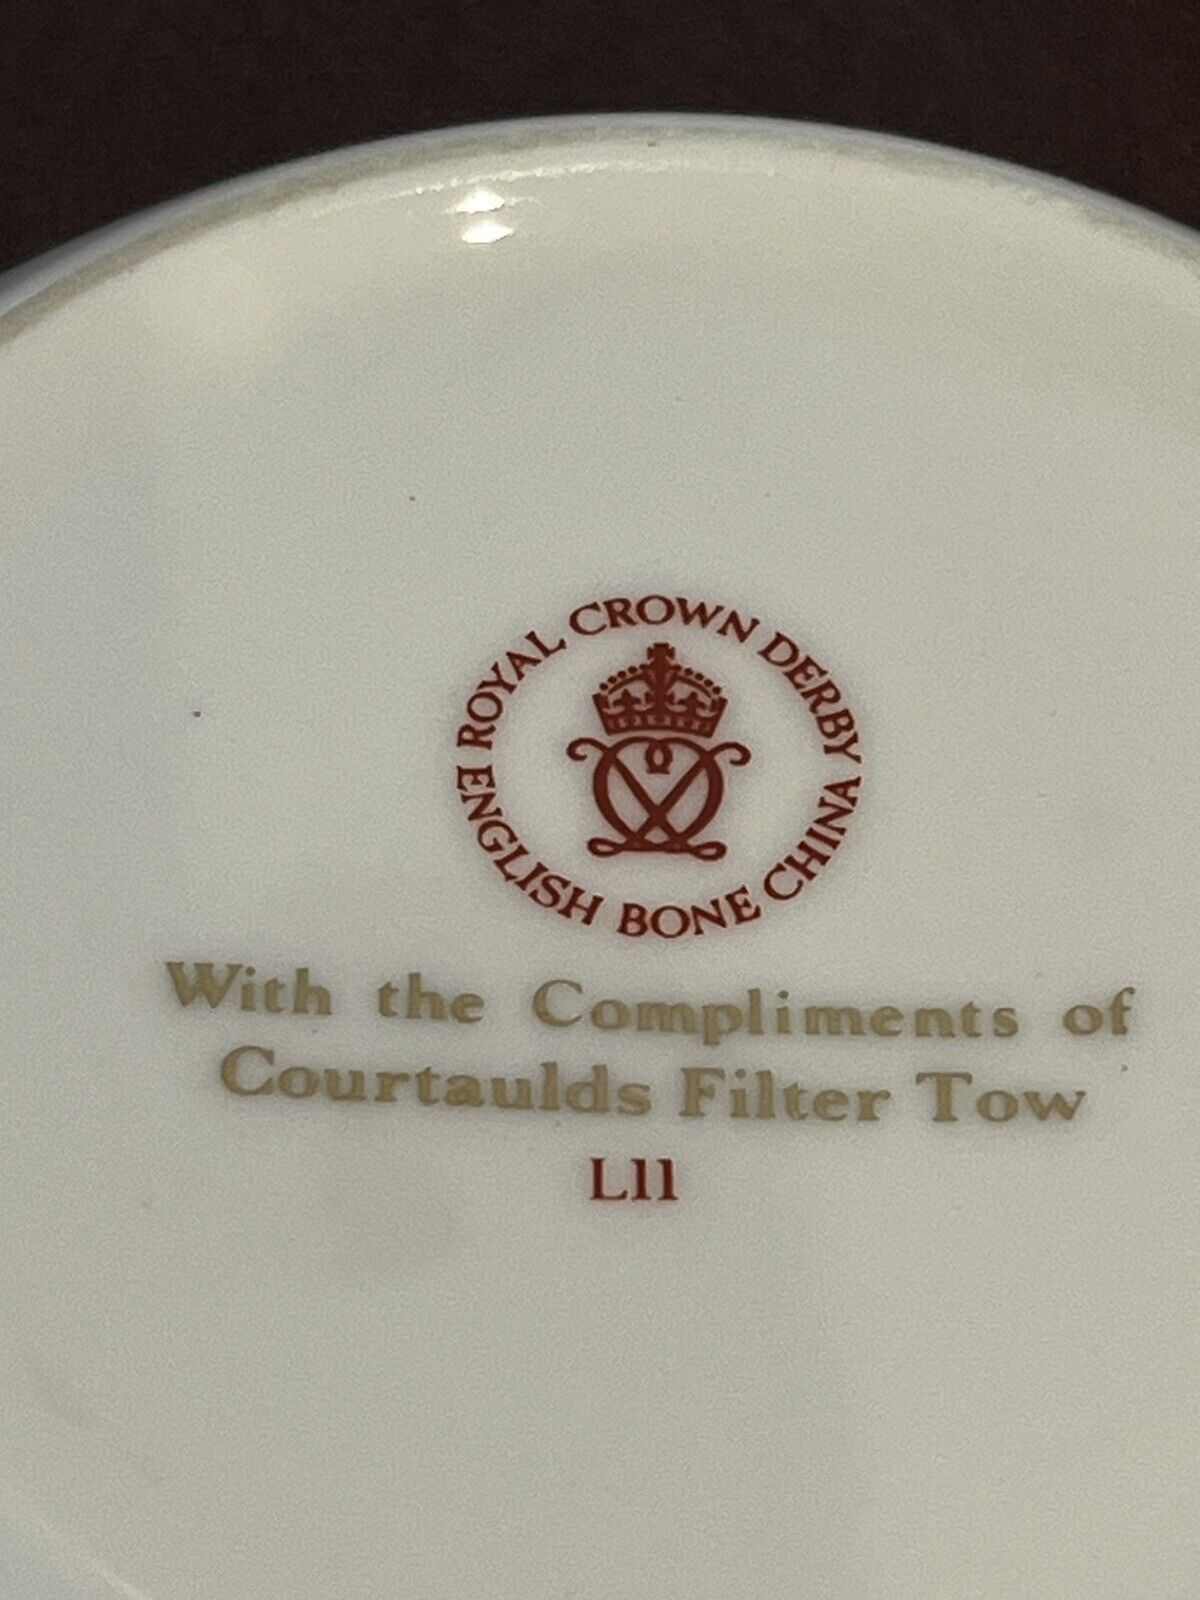 ROYAL CROWN DERBY
ENGLISH BONE CHINA
With the Compliments of
Courtaulds Filter Tow
L11